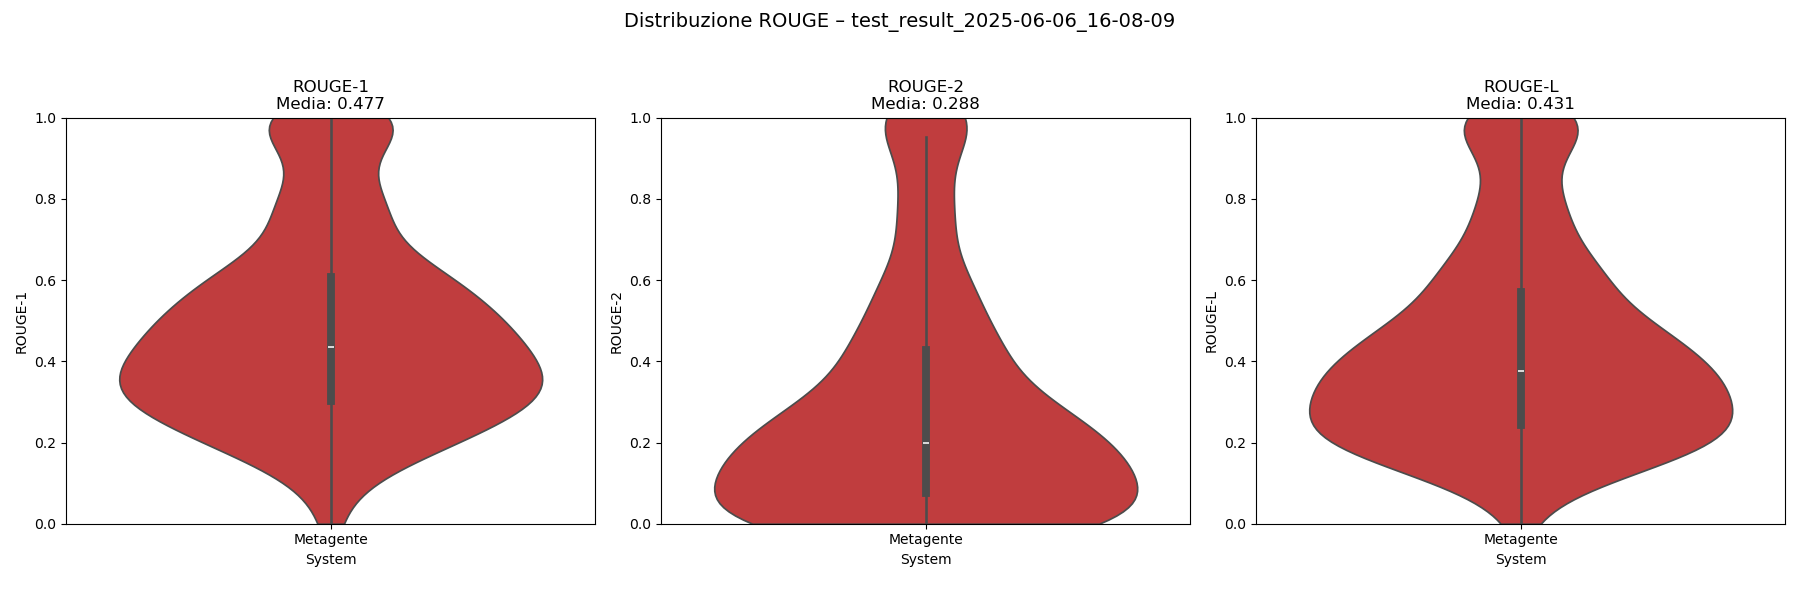 Distribuzione ROUGE – test_result_2025-06-06_16-08-09
ROUGE-1
Media: 0.477
1.0
0.8
0.6
0.4
0.2
0.0
ROUGE-1
Metagente
System
ROUGE-2
Media: 0.288
1.0
0.8
0.6
0.4
0.2
0.0
ROUGE-2
Metagente
System
ROUGE-L
Media: 0.431
1.0
0.8
0.6
0.4
0.2
0.0
ROUGE-L
Metagente
System